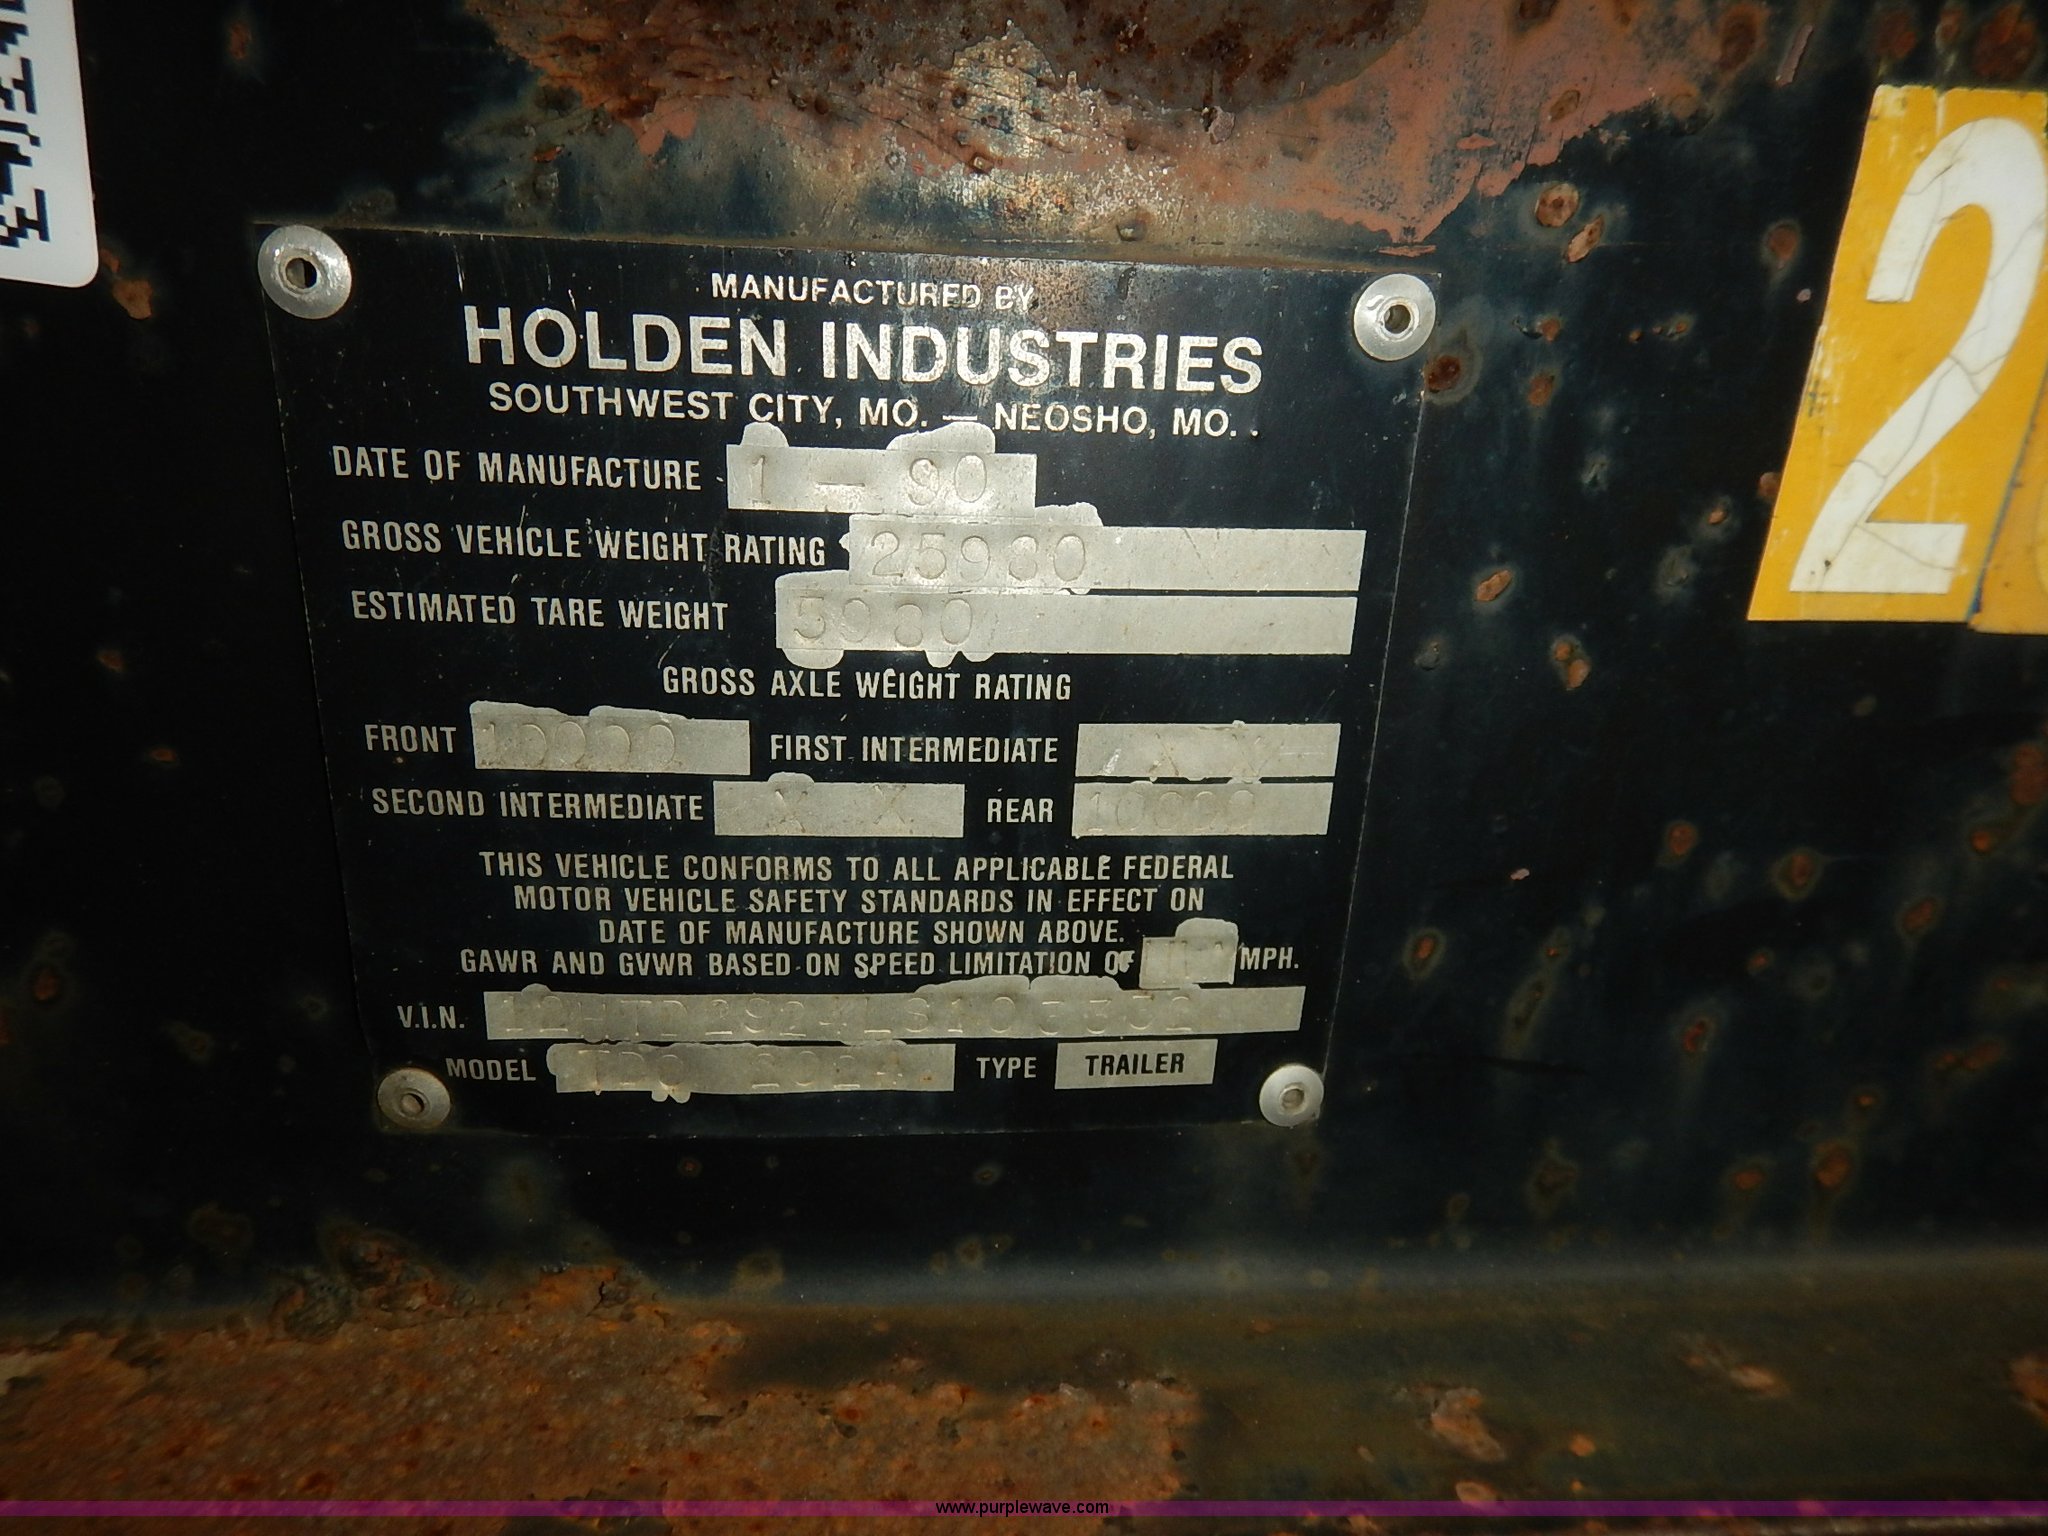 MANUFACTURED BY
HOLDEN INDUSTRIES
SOUTHWEST CITY, MO. — NEOSHO, MO.
DATE OF MANUFACTURE 1 - 90
GROSS VEHICLE WEIGHT RATING 25980
ESTIMATED TARE WEIGHT 5980
GROSS AXLE WEIGHT RATING
FRONT 10000 FIRST INTERMEDIATE X X
SECOND INTERMEDIATE X X REAR 10000
THIS VEHICLE CONFORMS TO ALL APPLICABLE FEDERAL
MOTOR VEHICLE SAFETY STANDARDS IN EFFECT ON
DATE OF MANUFACTURE SHOWN ABOVE.
GAWR AND GVWR BASED ON SPEED LIMITATION OF MPH.
V.I.N.
MODEL TYPE TRAILER
2
www.purplewave.com